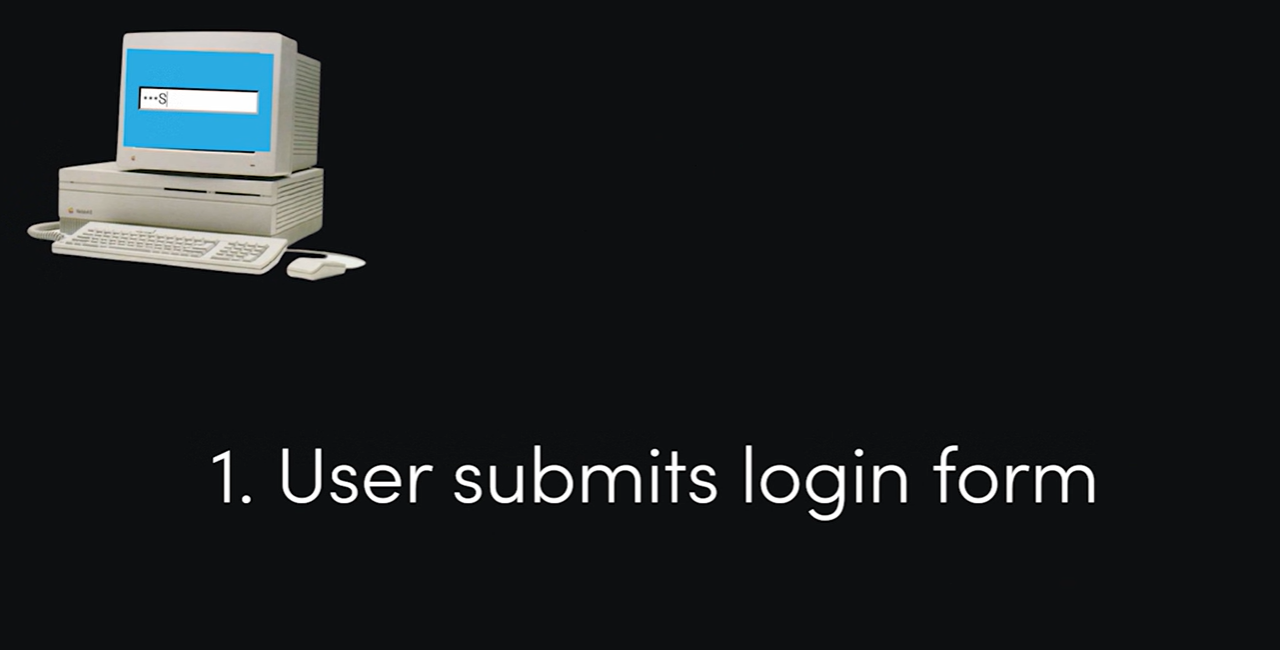 •••S
1. User submits login form